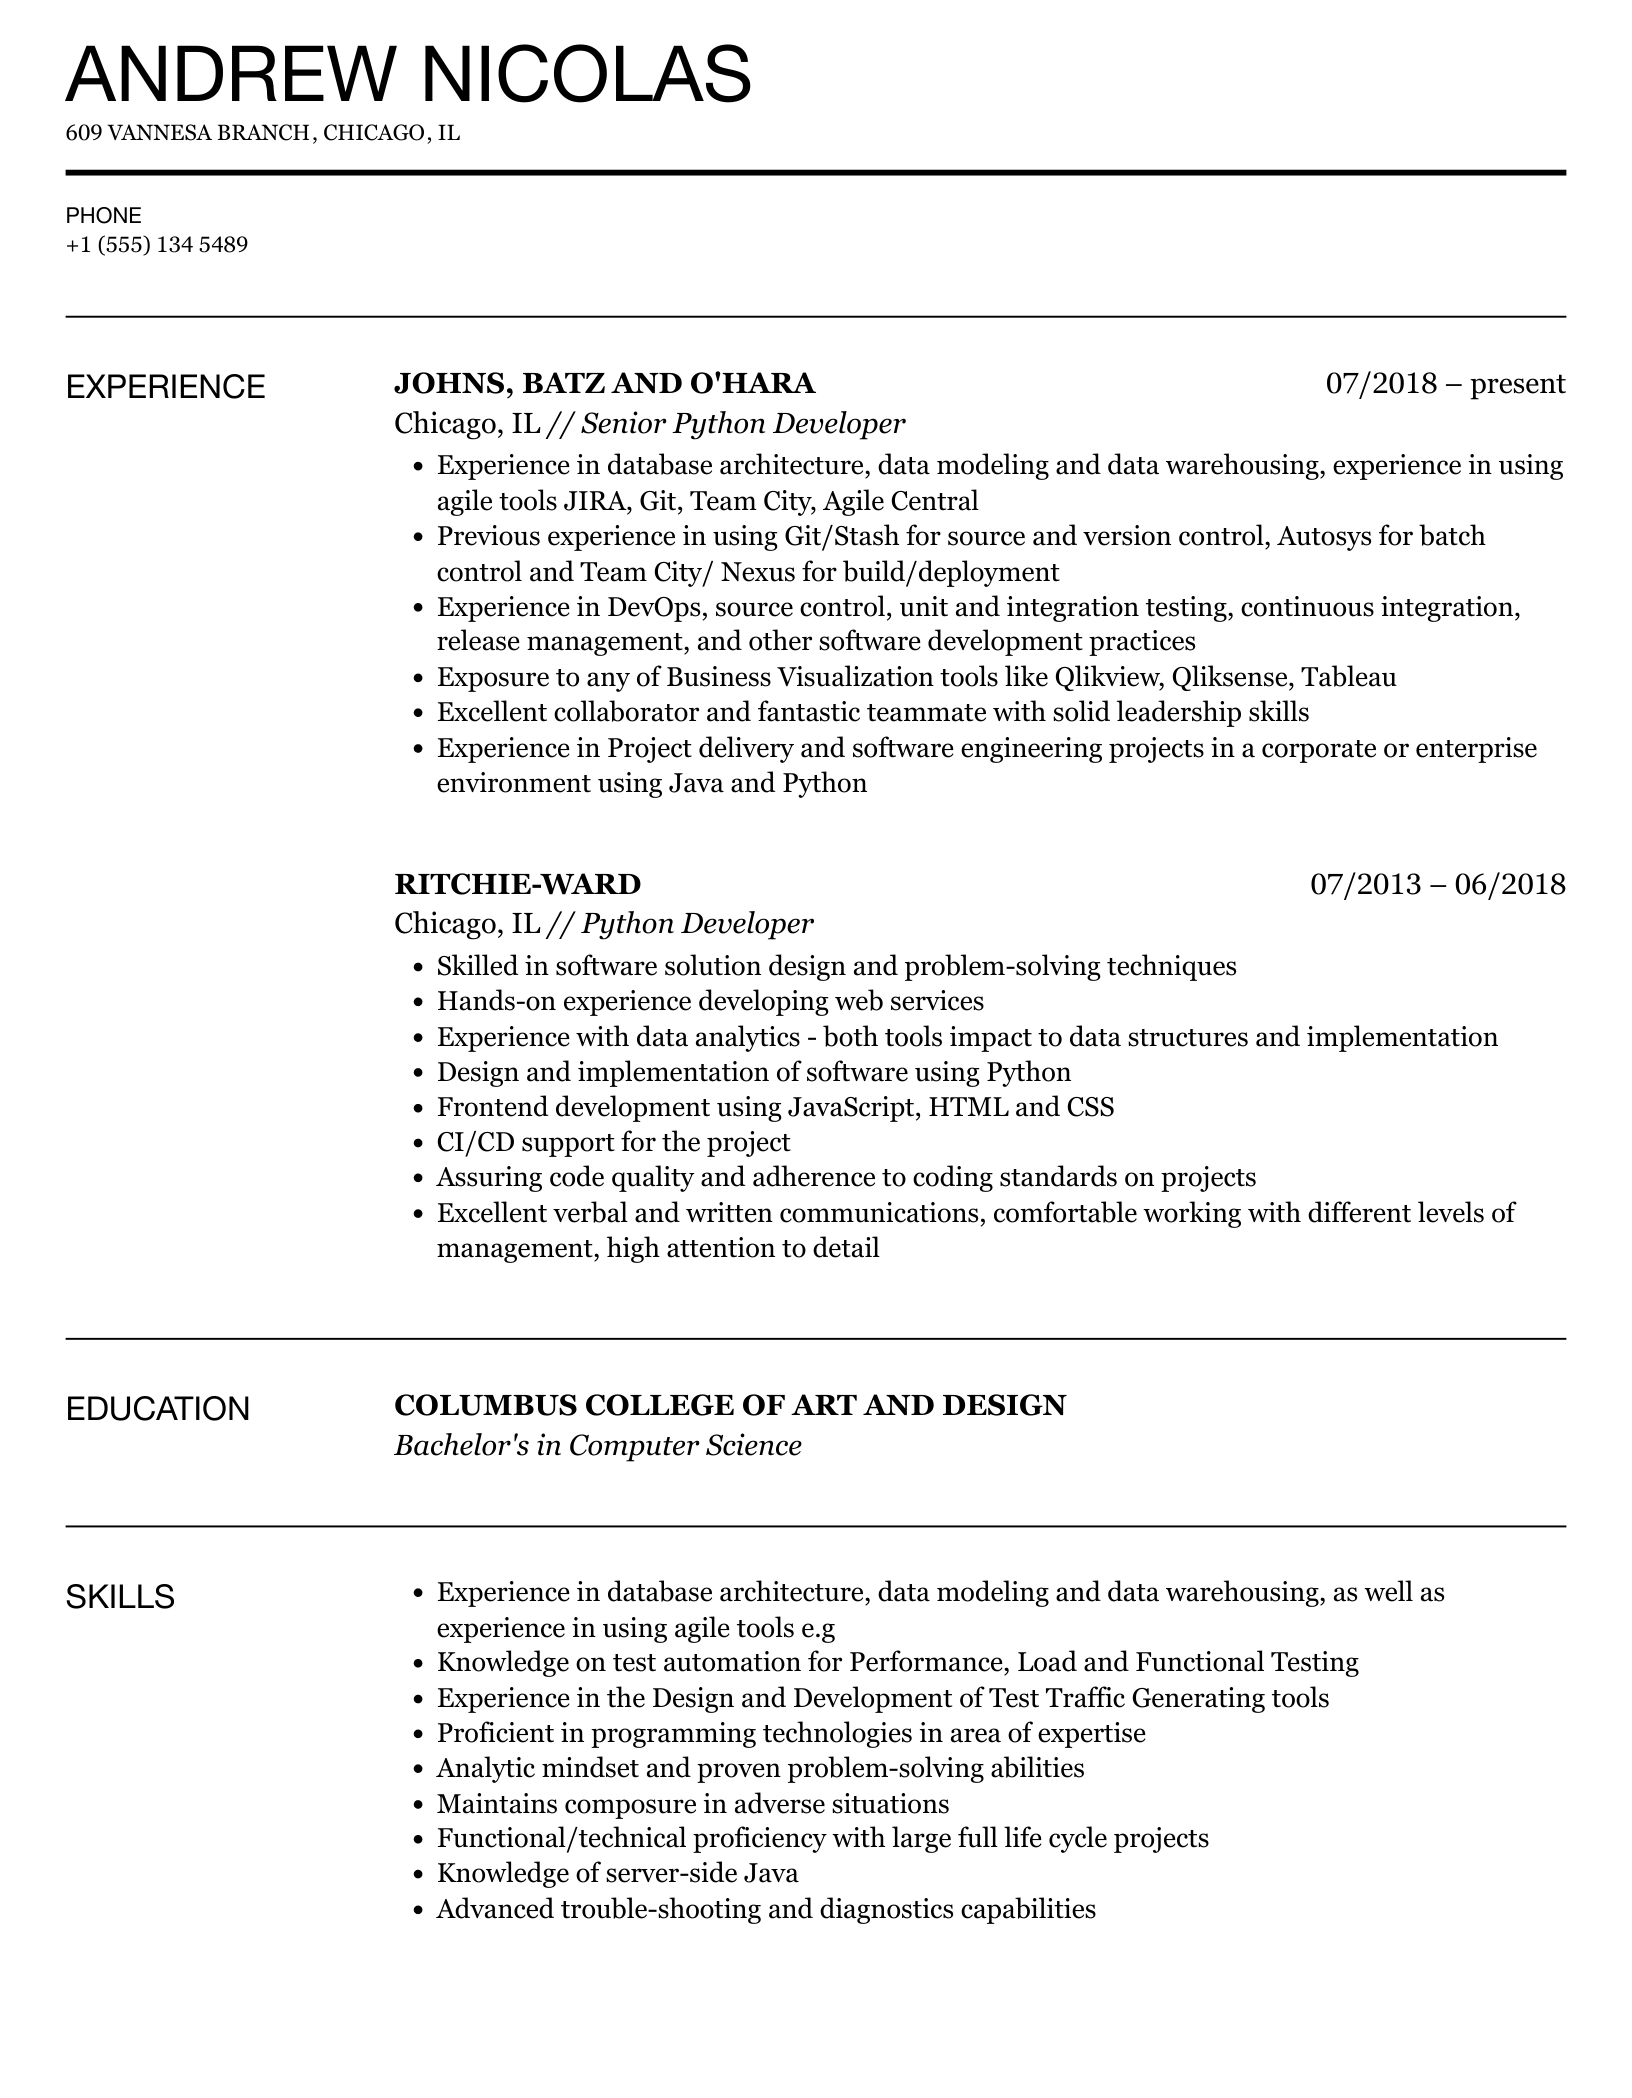 ANDREW NICOLAS
609 VANNESA BRANCH, CHICAGO, IL
PHONE
+1 (555) 134 5489
EXPERIENCE
JOHNS, BATZ AND O'HARA 07/2018 – present
Chicago, IL // Senior Python Developer
• Experience in database architecture, data modeling and data warehousing, experience in using
agile tools JIRA, Git, Team City, Agile Central
• Previous experience in using Git/Stash for source and version control, Autosys for batch
control and Team City/ Nexus for build/deployment
• Experience in DevOps, source control, unit and integration testing, continuous integration,
release management, and other software development practices
• Exposure to any of Business Visualization tools like Qlikview, Qliksense, Tableau
• Excellent collaborator and fantastic teammate with solid leadership skills
• Experience in Project delivery and software engineering projects in a corporate or enterprise
environment using Java and Python
RITCHIE-WARD 07/2013 – 06/2018
Chicago, IL // Python Developer
• Skilled in software solution design and problem-solving techniques
• Hands-on experience developing web services
• Experience with data analytics - both tools impact to data structures and implementation
• Design and implementation of software using Python
• Frontend development using JavaScript, HTML and CSS
• CI/CD support for the project
• Assuring code quality and adherence to coding standards on projects
• Excellent verbal and written communications, comfortable working with different levels of
management, high attention to detail
EDUCATION
COLUMBUS COLLEGE OF ART AND DESIGN
Bachelor's in Computer Science
SKILLS
• Experience in database architecture, data modeling and data warehousing, as well as
experience in using agile tools e.g
• Knowledge on test automation for Performance, Load and Functional Testing
• Experience in the Design and Development of Test Traffic Generating tools
• Proficient in programming technologies in area of expertise
• Analytic mindset and proven problem-solving abilities
• Maintains composure in adverse situations
• Functional/technical proficiency with large full life cycle projects
• Knowledge of server-side Java
• Advanced trouble-shooting and diagnostics capabilities